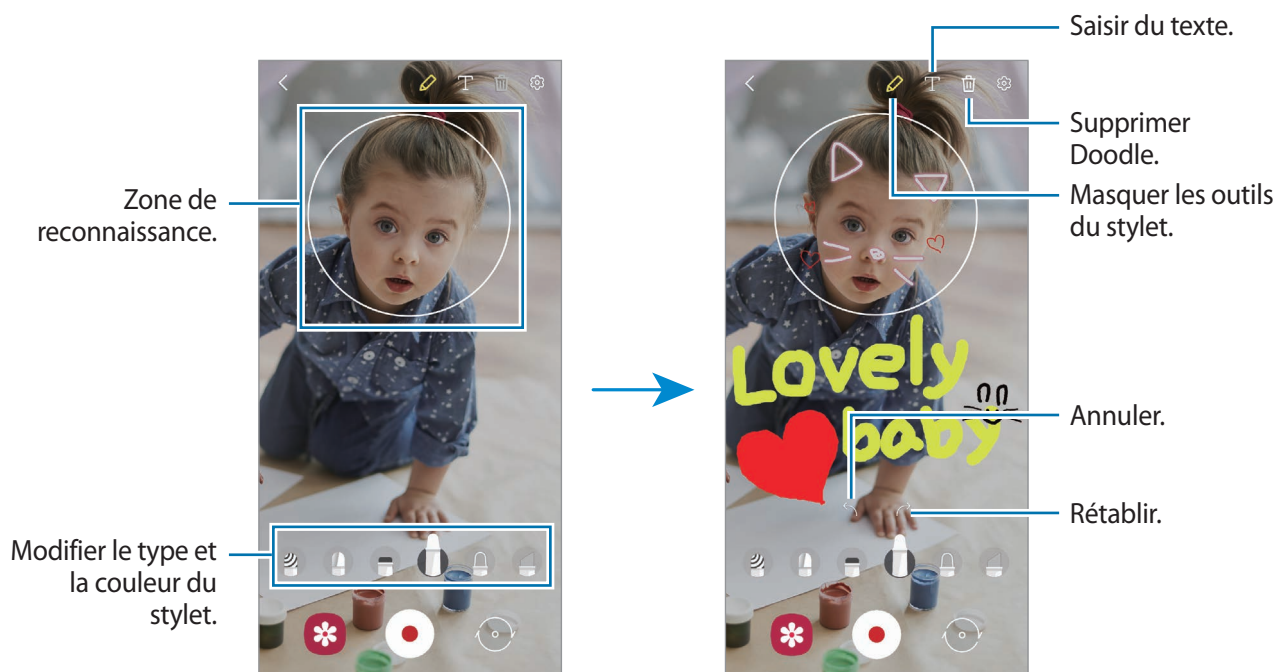 Saisir du texte.
Supprimer
Doodle.
Zone de
reconnaissance.
Masquer les outils
du stylet.
Lovely
baby
Annuler.
Rétablir.
Modifier le type et
la couleur du
stylet.